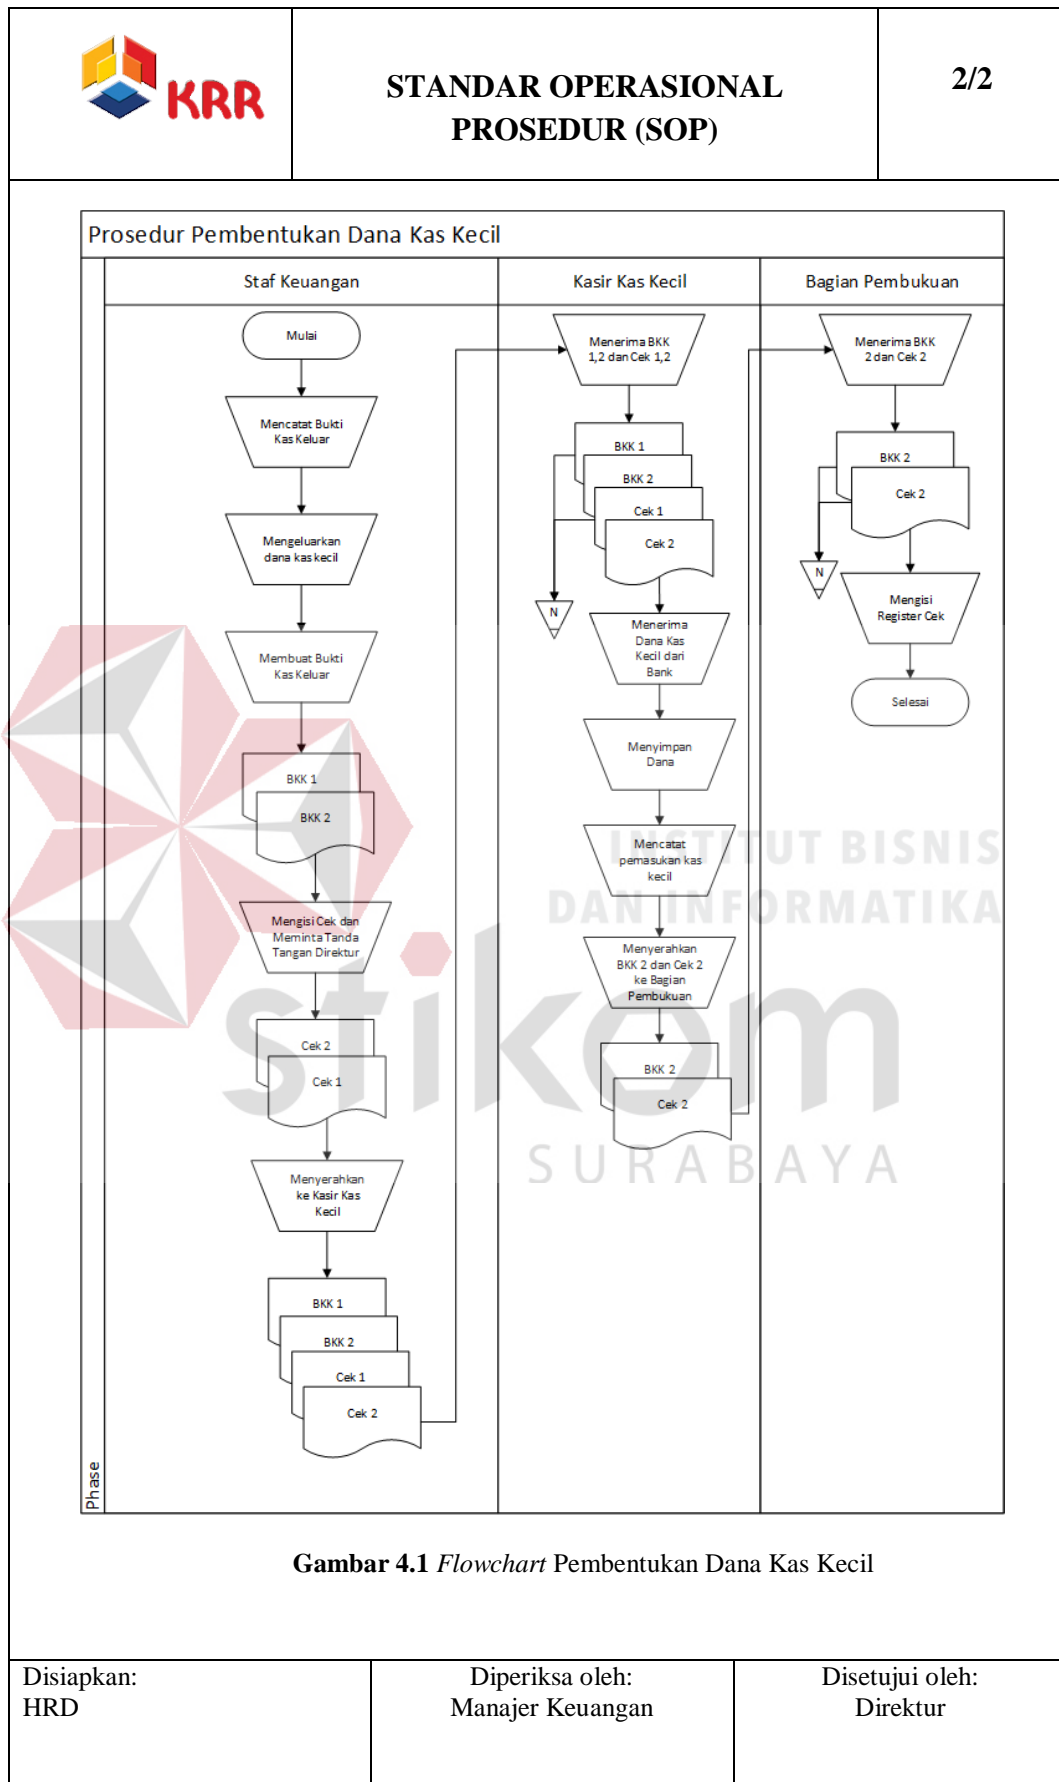 KRR
STANDAR OPERASIONAL
PROSEDUR (SOP)
2/2
Prosedur Pembentukan Dana Kas Kecil
Staf Keuangan
Mulai
Mencatat Bukti
Kas Keluar
Mengeluarkan
dana kas kecil
Membuat Bukti
Kas Keluar
BKK 1
BKK 2
Mengisi Cek dan
Meminta Tanda
Tangan Direktur
Cek 2
Cek 1
Menyerahkan
ke Kasir Kas
Kecil
BKK 1
BKK 2
Cek 1
Cek 2
Kasir Kas Kecil
Menerima BKK
1,2 dan Cek 1,2
BKK 1
BKK 2
Cek 1
Cek 2
N
Menerima
Dana Kas
Kecil dari
Bank
Menyimpan
Dana
Mencatat
pemasukan kas
kecil
Menyerahkan
BKK 2 dan Cek 2
ke Bagian
Pembukuan
BKK 2
Cek 2
Bagian Pembukuan
Menerima BKK
2 dan Cek 2
BKK 2
Cek 2
N
Mengisi
Register Cek
Selesai
Phase
INSTITUT BISNIS
DAN INFORMATIKA
stikom
SURABAYA
Gambar 4.1 Flowchart Pembentukan Dana Kas Kecil
Disiapkan:
HRD
Diperiksa oleh:
Manajer Keuangan
Disetujui oleh:
Direktur